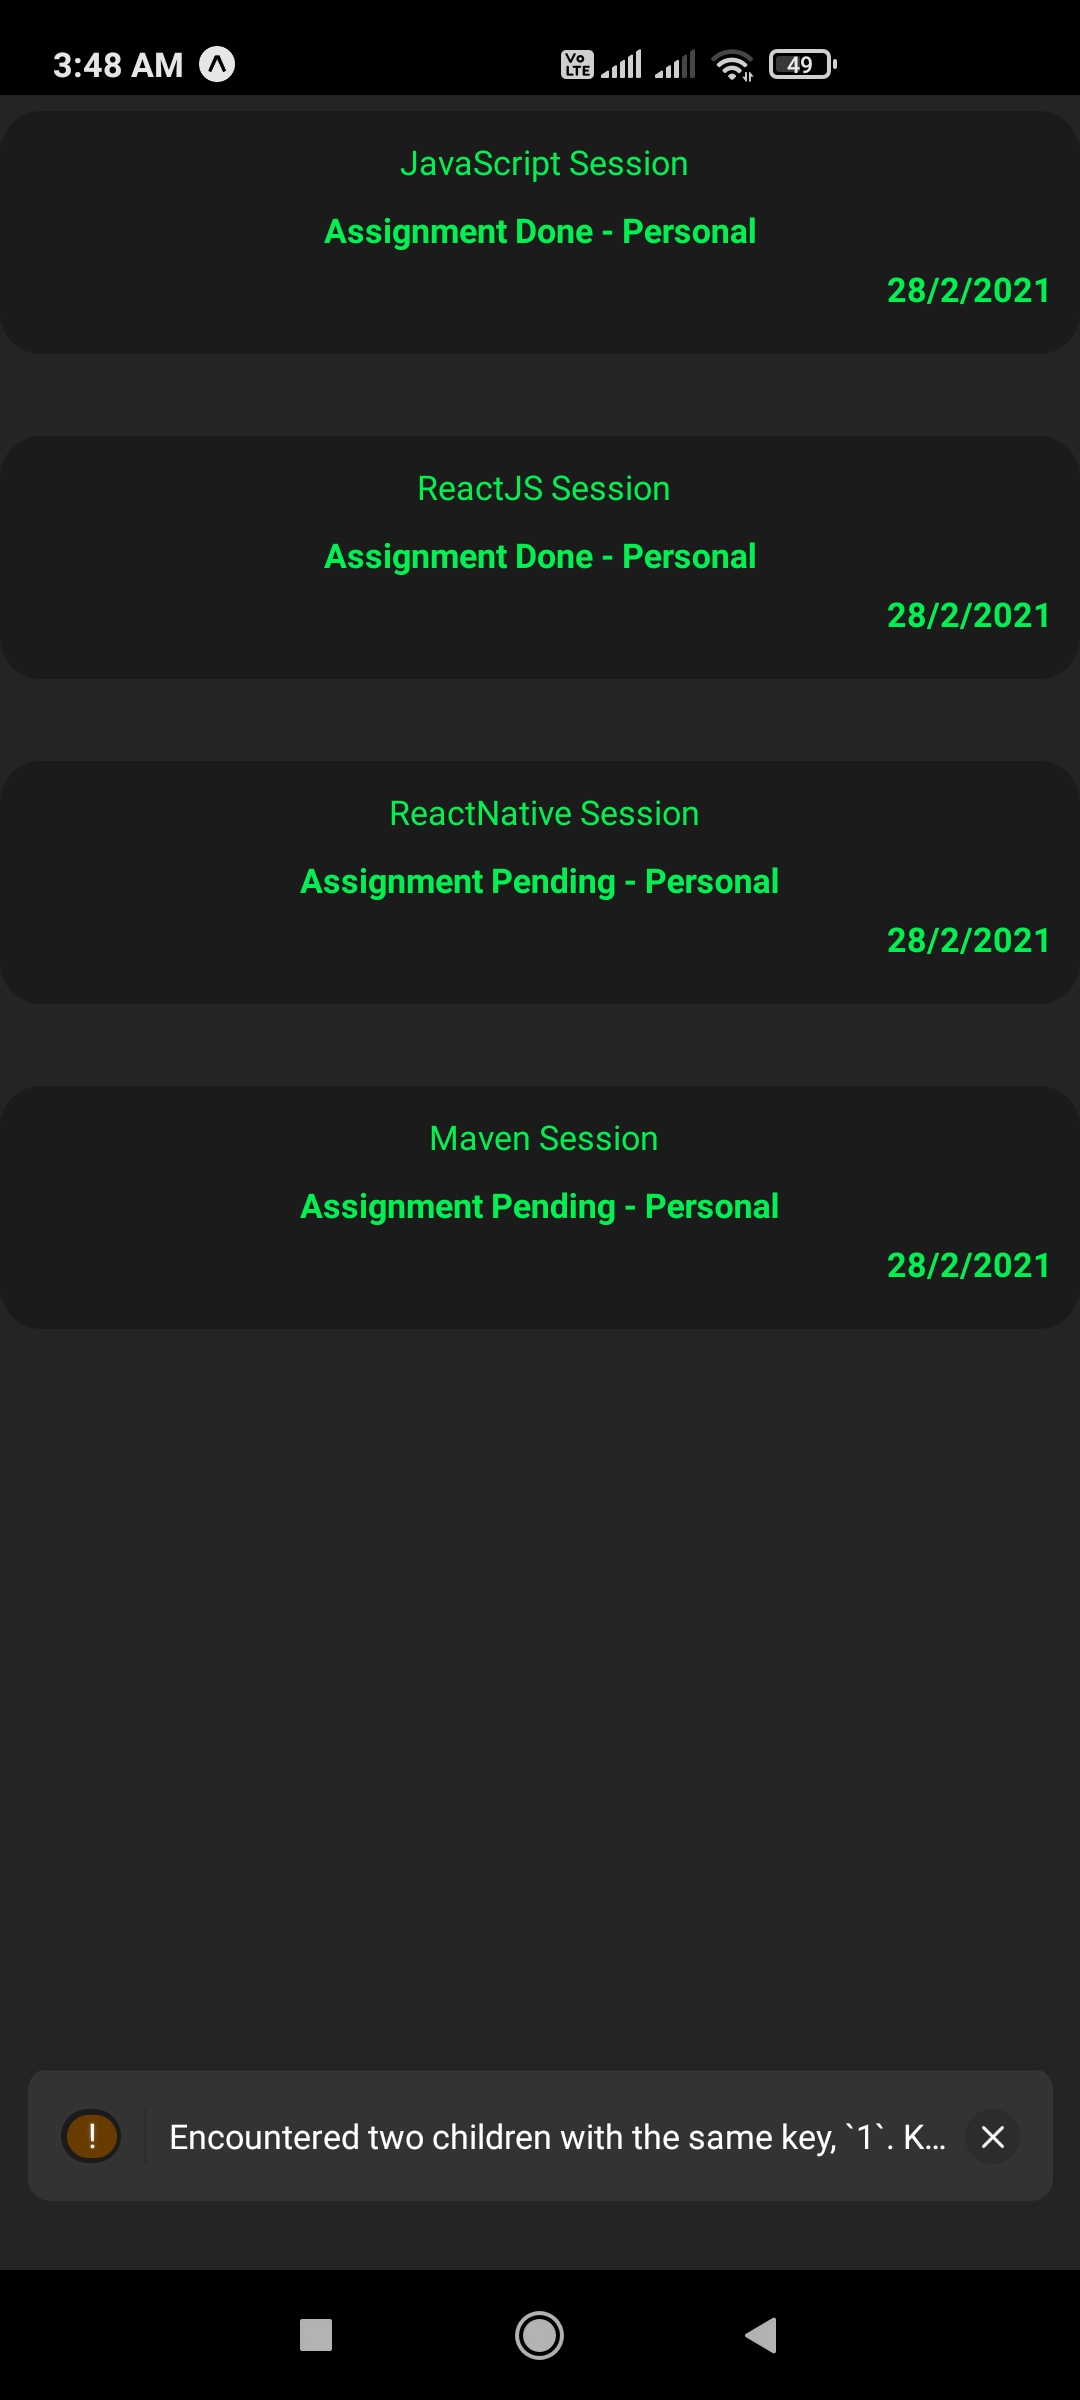 3:48 AM
Vo LTE
49
JavaScript Session
Assignment Done - Personal
28/2/2021
ReactJS Session
Assignment Done - Personal
28/2/2021
ReactNative Session
Assignment Pending - Personal
28/2/2021
Maven Session
Assignment Pending - Personal
28/2/2021
! Encountered two children with the same key, `1`. K...